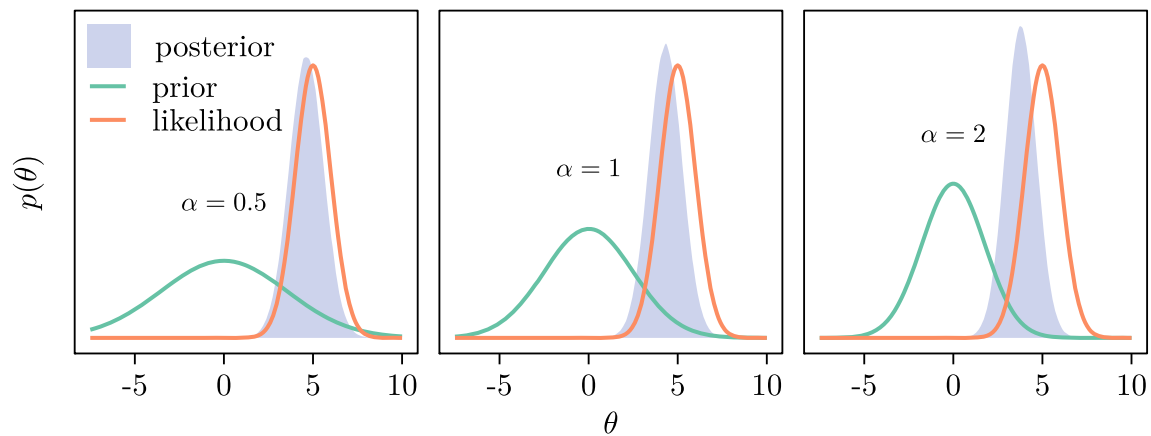 posterior
prior
likelihood
α = 0.5
α = 1
α = 2
p(θ)
-5 0 5 10
-5 0 5 10
-5 0 5 10
θ